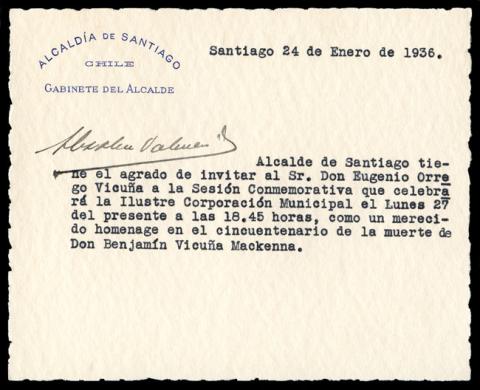 ALCALDÍA DE SANTIAGO
CHILE
GABINETE DEL ALCALDE
Santiago 24 de Enero de 1936.
Absalón Valencia
Alcalde de Santiago tie-
ne el agrado de invitar al Sr. Don Eugenio Orre
go Vicuña a la Sesión Conmemorativa que celebra
rá la Ilustre Corporación Municipal el Lunes 27
del presente a las 18.45 horas, como un mereci-
do homenage en el cincuentenario de la muerte de
Don Benjamín Vicuña Mackenna.